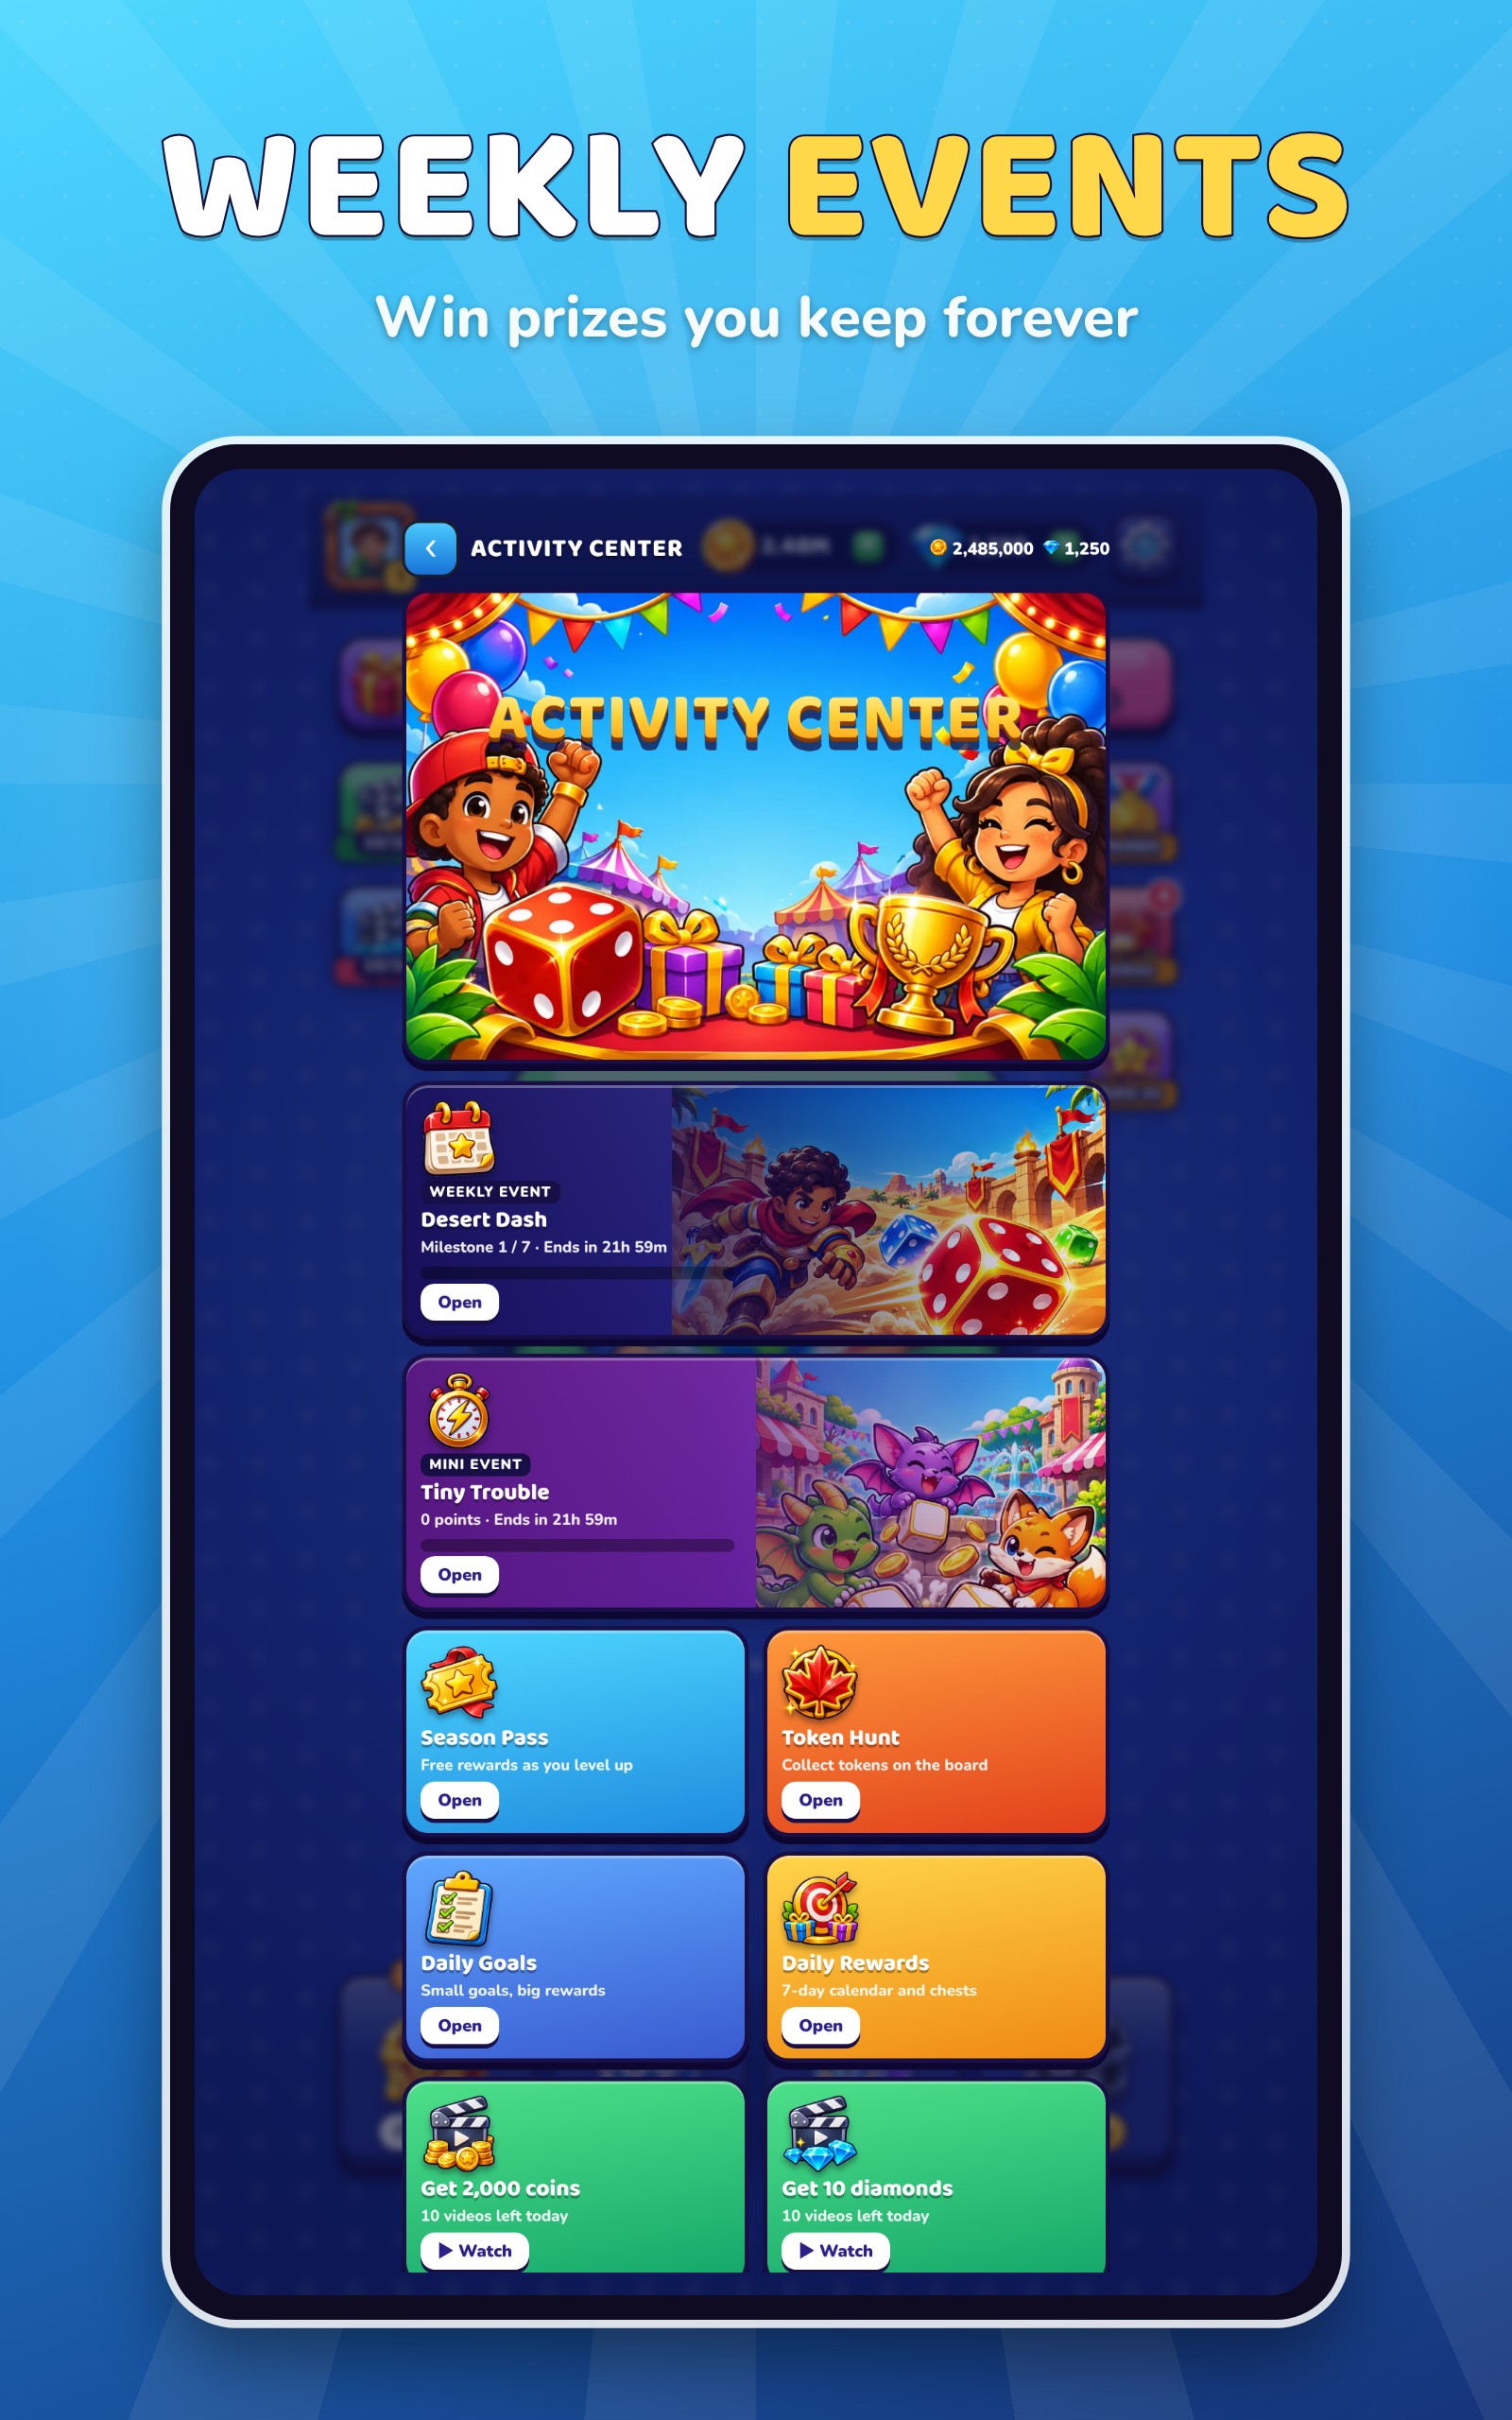 WEEKLY EVENTS
Win prizes you keep forever
ACTIVITY CENTER
2,485,000 1,250
ACTIVITY CENTER
WEEKLY EVENT
Desert Dash
Milestone 1 / 7 · Ends in 21h 59m
Open
MINI EVENT
Tiny Trouble
0 points · Ends in 21h 59m
Open
Season Pass
Free rewards as you level up
Open
Token Hunt
Collect tokens on the board
Open
Daily Goals
Small goals, big rewards
Open
Daily Rewards
7-day calendar and chests
Open
Get 2,000 coins
10 videos left today
Watch
Get 10 diamonds
10 videos left today
Watch